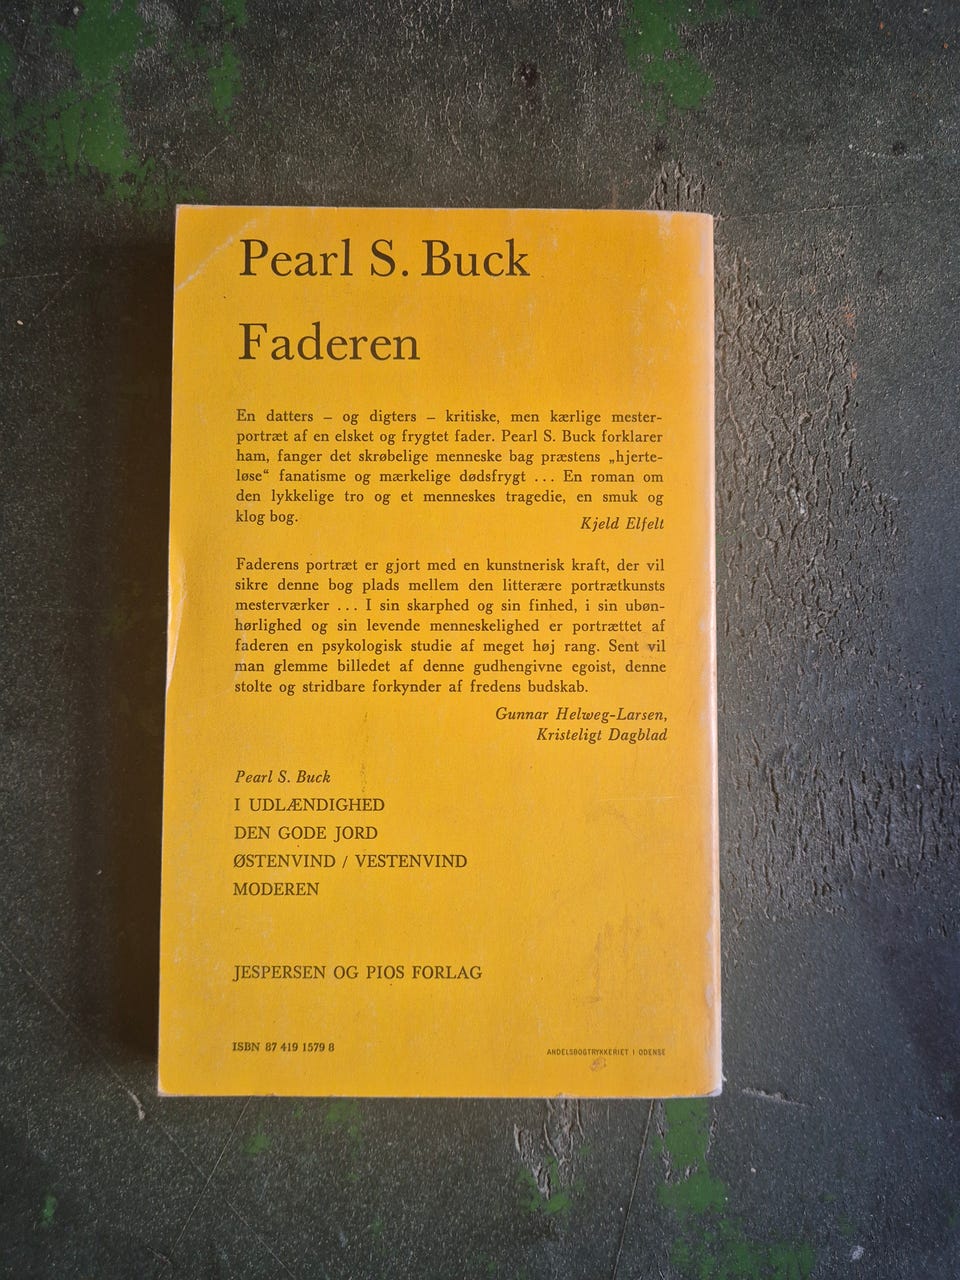 Pearl S. Buck
Faderen
En datters – og digters – kritiske, men kærlige mester-
portræt af en elsket og frygtet fader. Pearl S. Buck forklarer
ham, fanger det skrøbelige menneske bag præstens „hjerte-
løse“ fanatisme og mærkelige dødsfrygt ... En roman om
den lykkelige tro og et menneskes tragedie, en smuk og
klog bog.
Kjeld Elfelt
Faderens portræt er gjort med en kunstnerisk kraft, der vil
sikre denne bog plads mellem den litterære portrætkunsts
mesterværker ... I sin skarphed og sin finhed, i sin ubøn-
hørlighed og sin levende menneskelighed er portrættet af
faderen en psykologisk studie af meget høj rang. Sent vil
man glemme billedet af denne gudhengivne egoist, denne
stolte og stridbare forkynder af fredens budskab.
Gunnar Helweg-Larsen,
Kristeligt Dagblad
Pearl S. Buck
I UDLÆNDIGHED
DEN GODE JORD
ØSTENVIND / VESTENVIND
MODEREN
JESPERSEN OG PIOS FORLAG
ISBN 87 419 1579 8
ANDELSBOGTRYKKERIET I ODENSE